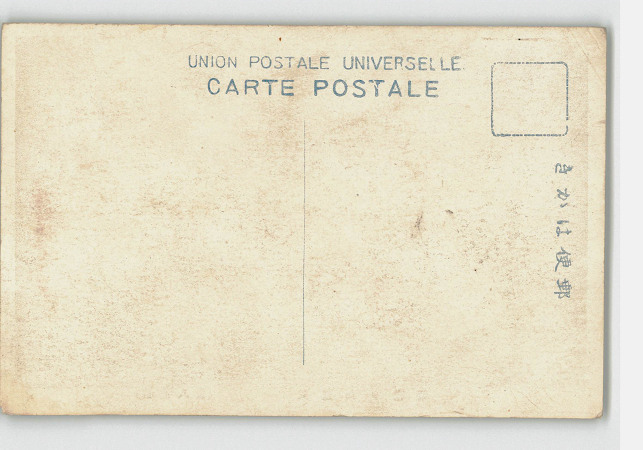 UNION POSTALE UNIVERSELLE
CARTE POSTALE
きかは便郵